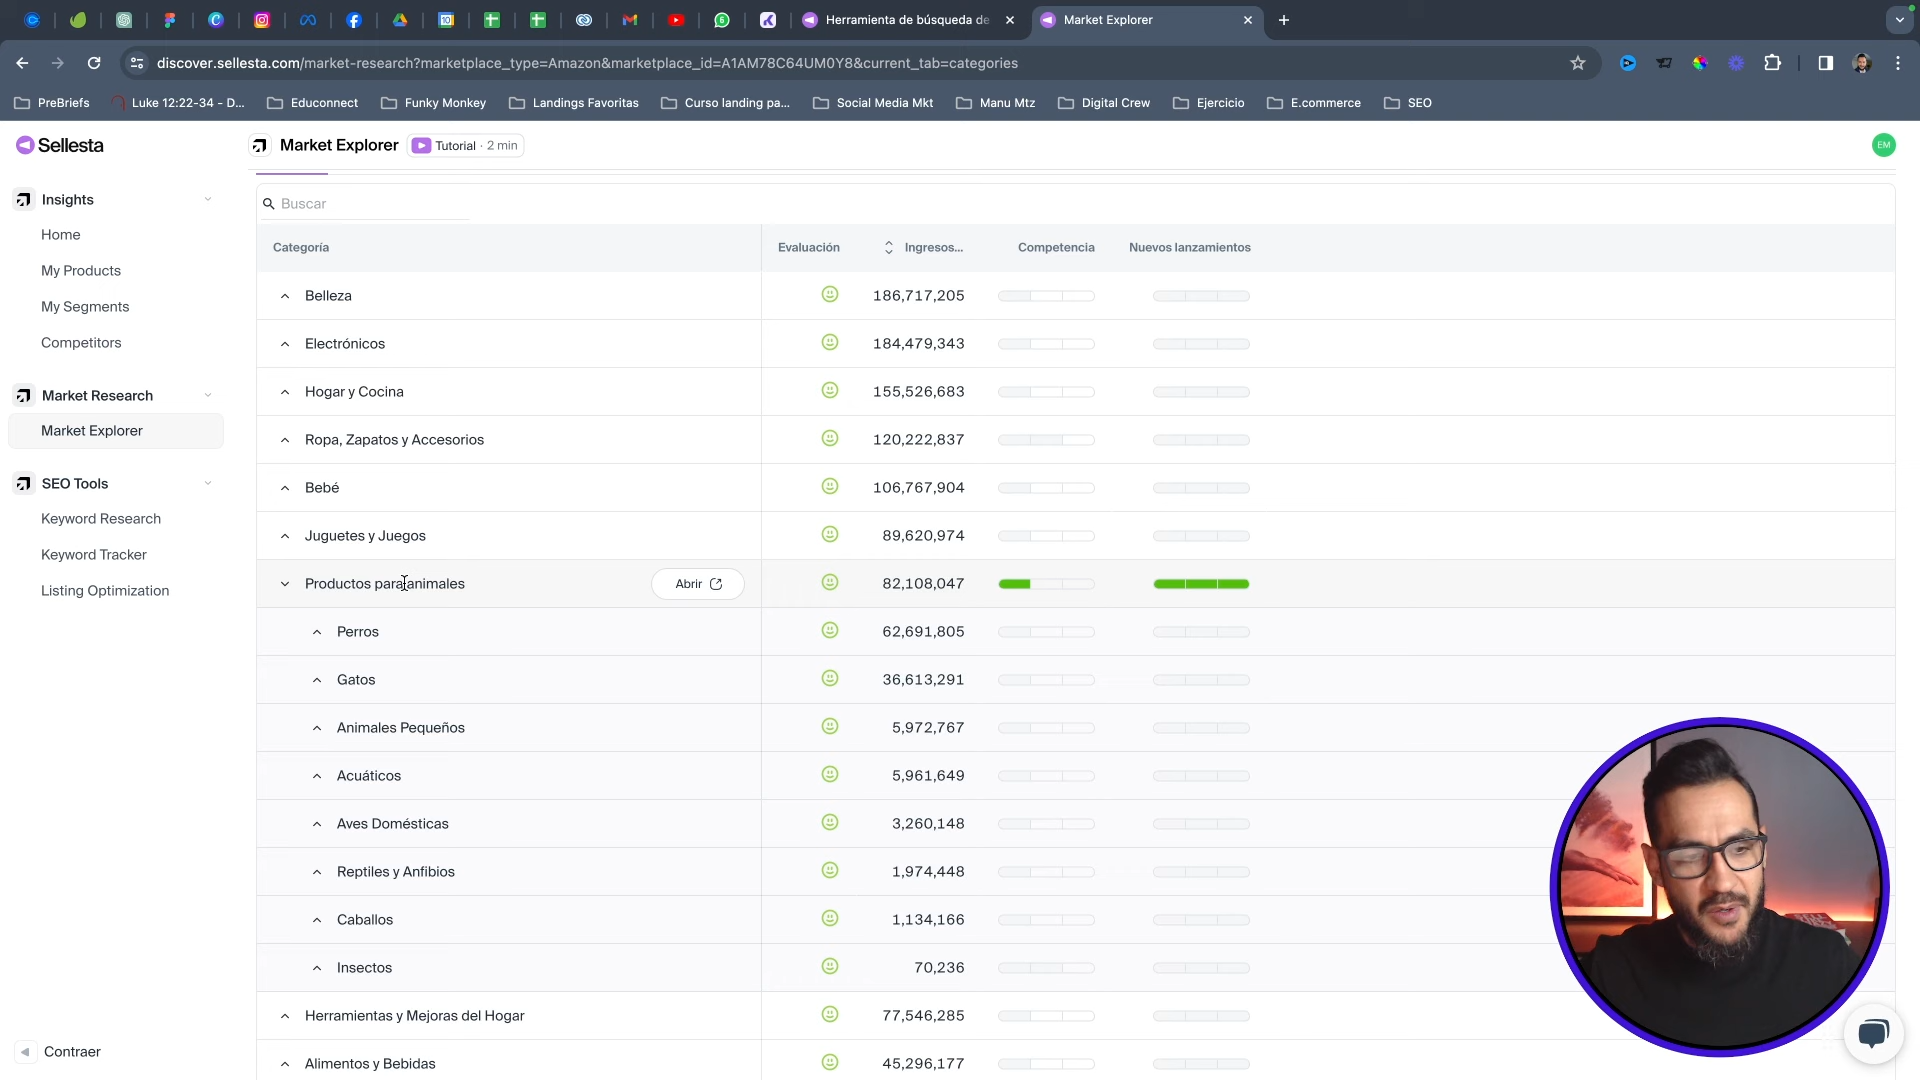 Herramienta de búsqueda de
Market Explorer
discover.sellesta.com/market-research?marketplace_type=Amazon&marketplace_id=A1AM78C64UM0Y8&current_tab=categories
PreBriefs
Luke 12:22-34 - D...
Educonnect
Funky Monkey
Landings Favoritas
Curso landing pa...
Social Media Mkt
Manu Mtz
Digital Crew
Ejercicio
E.commerce
SEO
Sellesta
Market Explorer
Tutorial · 2 min
EM
Insights
Home
My Products
My Segments
Competitors
Market Research
Market Explorer
SEO Tools
Keyword Research
Keyword Tracker
Listing Optimization
Contraer
Buscar
Categoría Evaluación Ingresos... Competencia Nuevos lanzamientos
Belleza 186,717,205
Electrónicos 184,479,343
Hogar y Cocina 155,526,683
Ropa, Zapatos y Accesorios 120,222,837
Bebé 106,767,904
Juguetes y Juegos 89,620,974
Productos para animales Abrir 82,108,047
Perros 62,691,805
Gatos 36,613,291
Animales Pequeños 5,972,767
Acuáticos 5,961,649
Aves Domésticas 3,260,148
Reptiles y Anfibios 1,974,448
Caballos 1,134,166
Insectos 70,236
Herramientas y Mejoras del Hogar 77,546,285
Alimentos y Bebidas 45,296,177